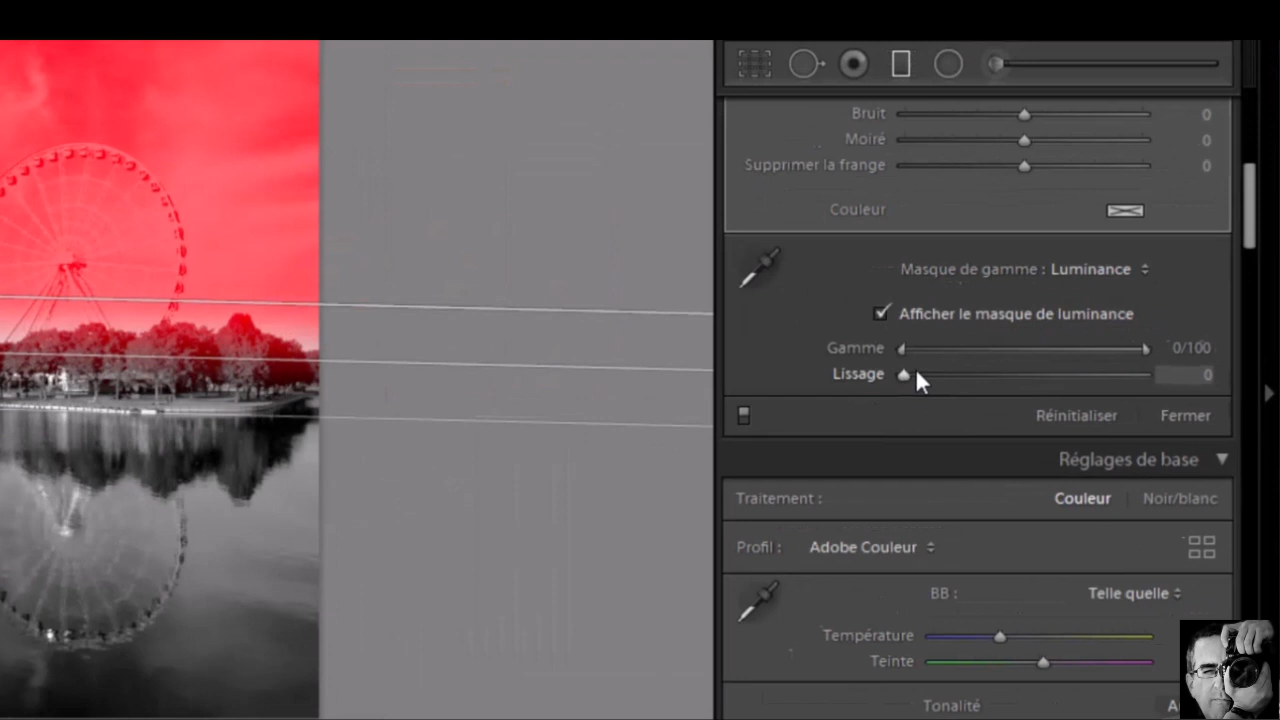 Bruit 0
Moiré 0
Supprimer la frange 0
Couleur
Masque de gamme : Luminance
Afficher le masque de luminance
Gamme 0/100
Lissage 0
Réinitialiser Fermer
Réglages de base
Traitement : Couleur Noir/blanc
Profil : Adobe Couleur
BB : Telle quelle
Température
Teinte
Tonalité